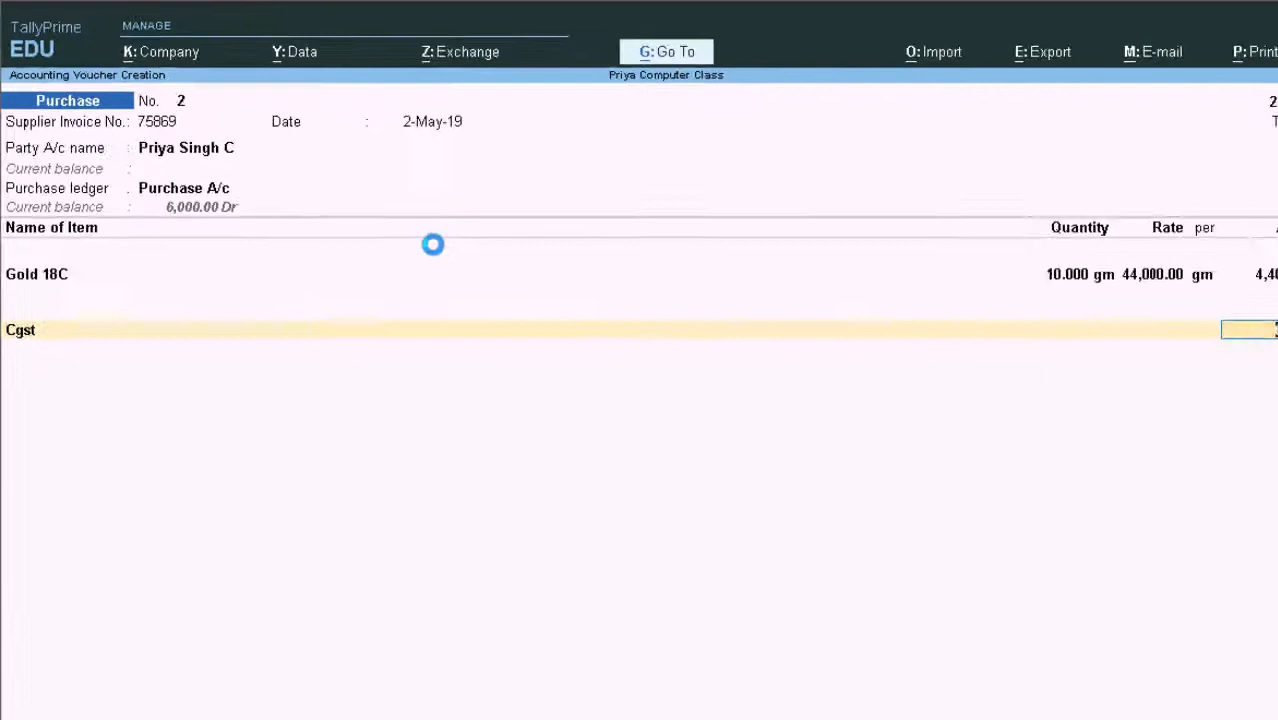 TallyPrime
EDU
MANAGE
K: Company Y: Data Z: Exchange G: Go To O: Import E: Export M: E-mail P: Print
Accounting Voucher Creation Priya Computer Class
Purchase No. 2
Supplier Invoice No.: 75869 Date : 2-May-19
Party A/c name : Priya Singh C
Current balance :
Purchase ledger : Purchase A/c
Current balance : 6,000.00 Dr
Name of Item Quantity Rate per
Gold 18C 10.000 gm 44,000.00 gm 4,40
Cgst